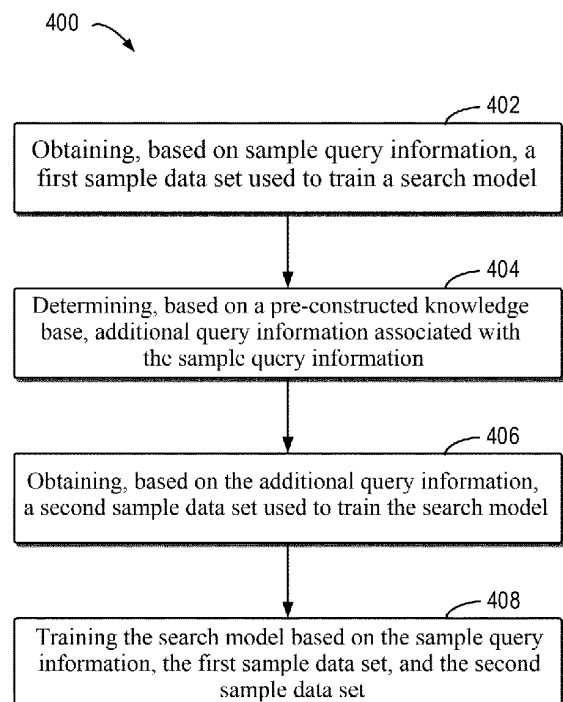 400
402
Obtaining, based on sample query information, a
first sample data set used to train a search model
404
Determining, based on a pre-constructed knowledge
base, additional query information associated with
the sample query information
406
Obtaining, based on the additional query information,
a second sample data set used to train the search model
408
Training the search model based on the sample query
information, the first sample data set, and the second
sample data set